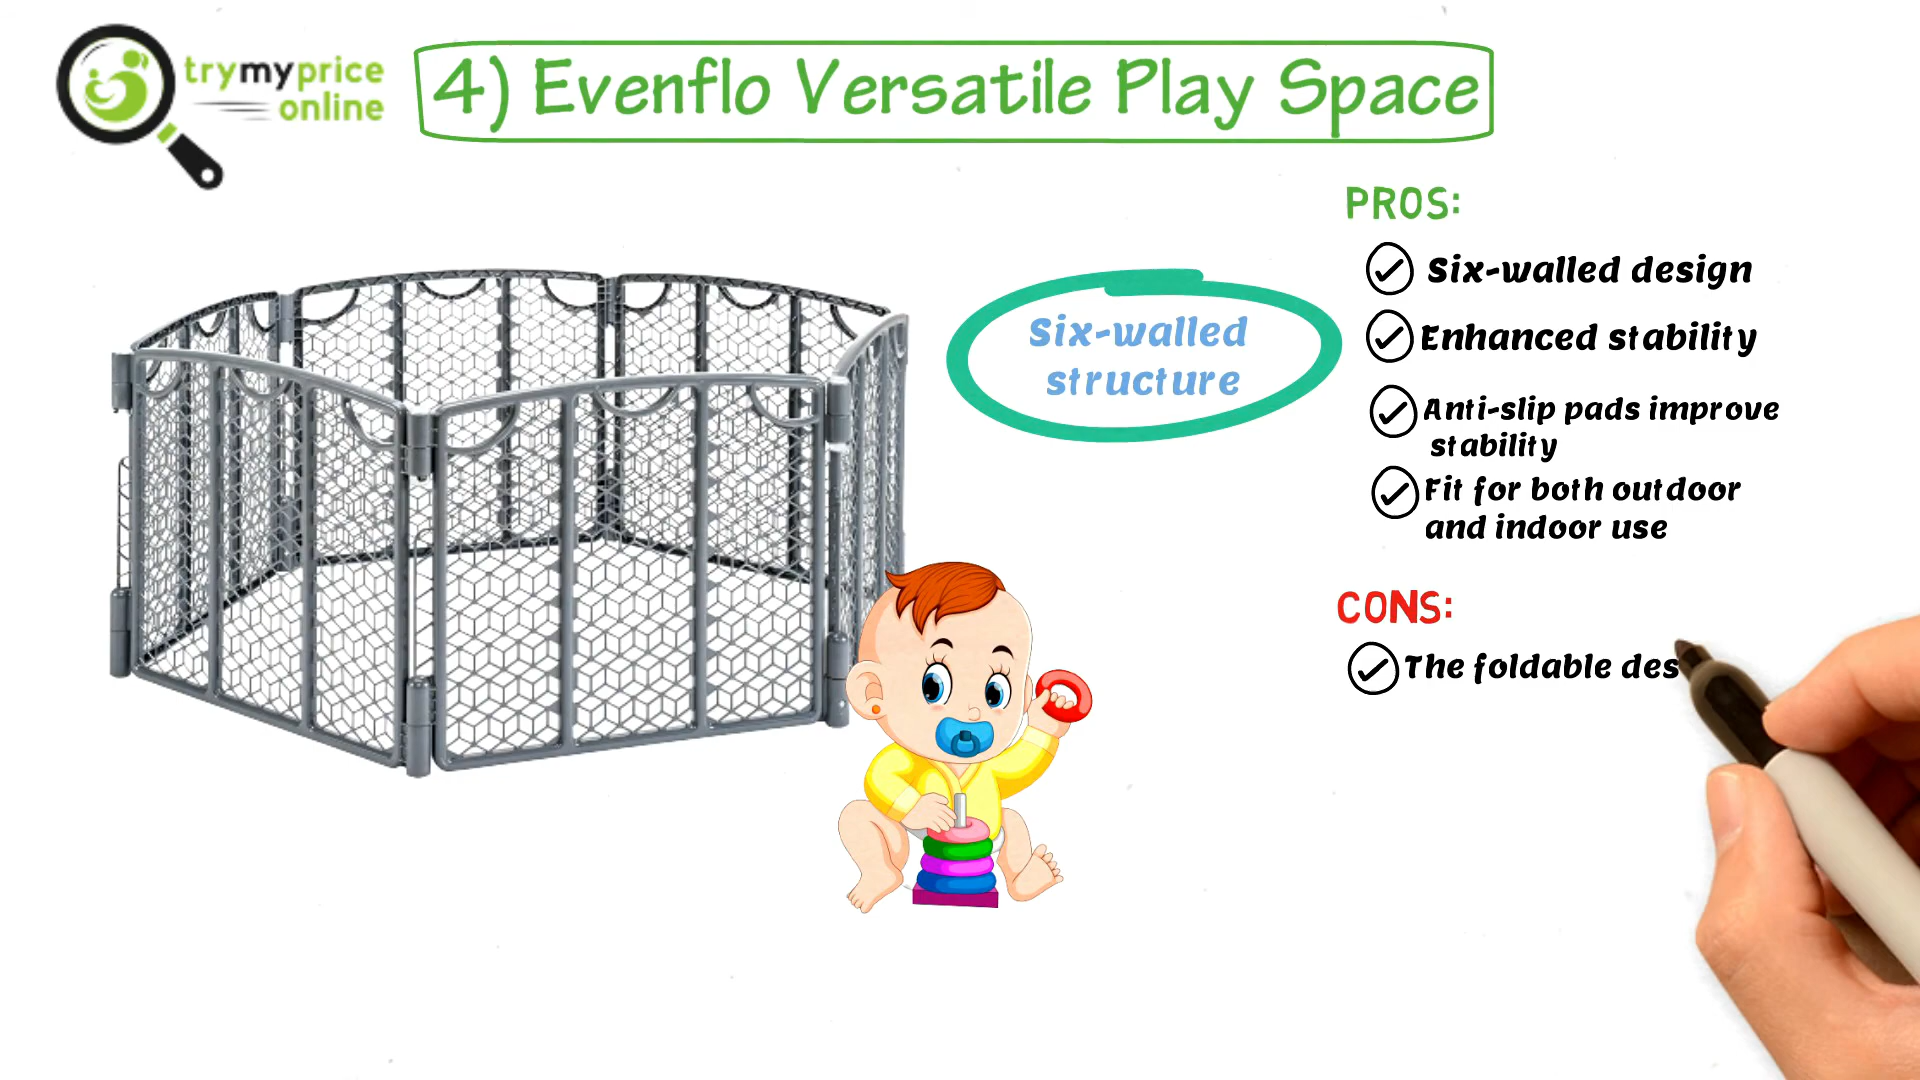 trymyprice
online
4) Evenflo Versatile Play Space
PROS:
Six-walled design
Enhanced stability
Anti-slip pads improve
stability
Fit for both outdoor
and indoor use
Six-walled
structure
CONS:
The foldable des